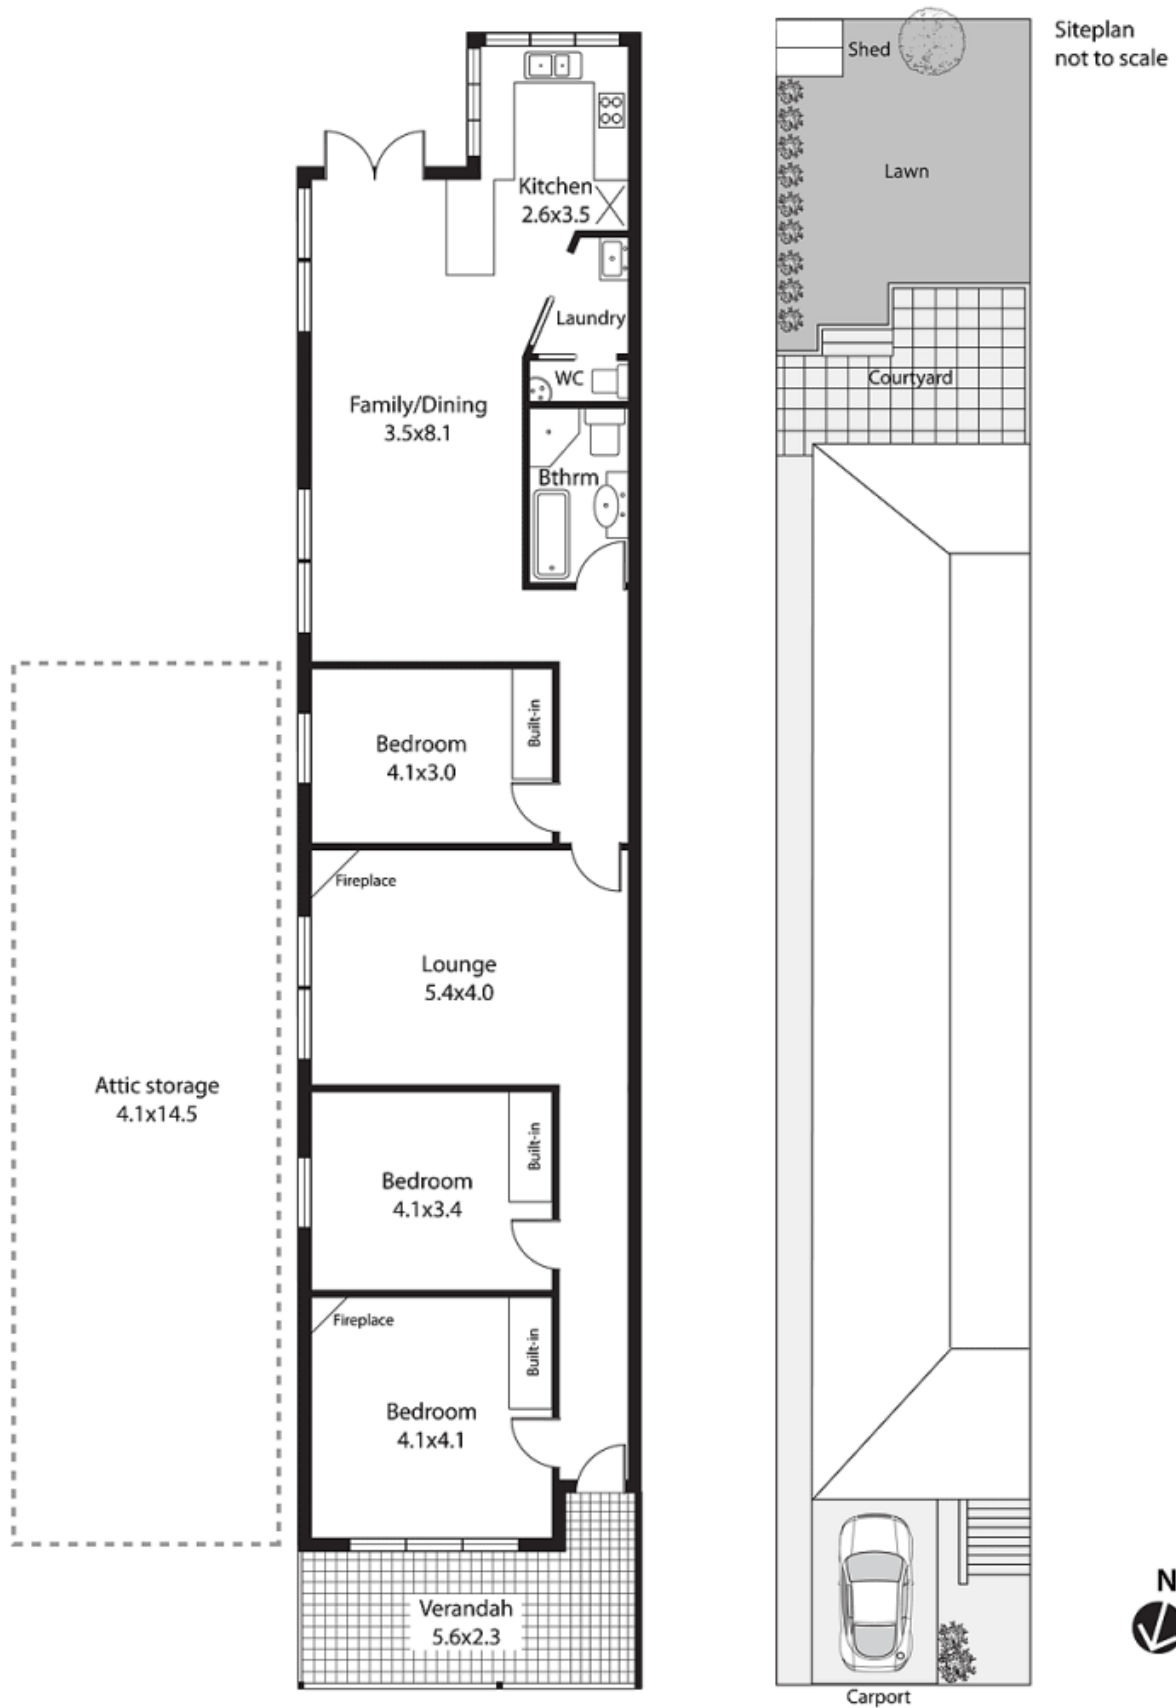 Siteplan
not to scale
Shed
Lawn
Courtyard
Carport
N
Kitchen
2.6x3.5
Laundry
WC
Family/Dining
3.5x8.1
Bthrm
Bedroom
4.1x3.0
Built-in
Fireplace
Lounge
5.4x4.0
Attic storage
4.1x14.5
Bedroom
4.1x3.4
Built-in
Fireplace
Built-in
Bedroom
4.1x4.1
Verandah
5.6x2.3